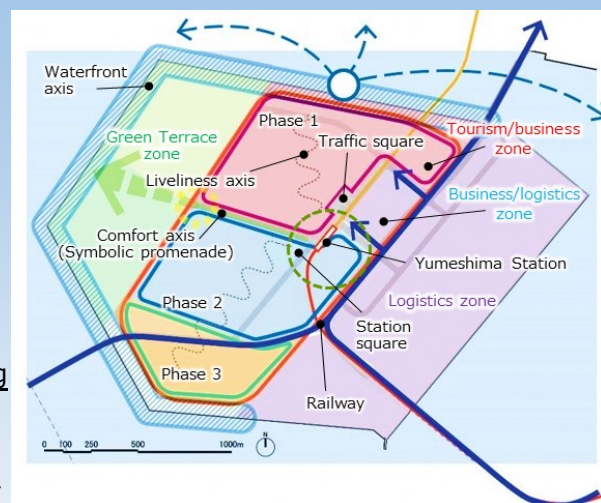 Waterfront
axis
Phase 1
Traffic square
Tourism/business
zone
Green Terrace
zone
Liveliness axis
Business/logistics
zone
Comfort axis
(Symbolic promenade)
Yumeshima Station
Logistics zone
Phase 2
Station
square
Phase 3
Railway
g
0 100 250 500 1000m
N